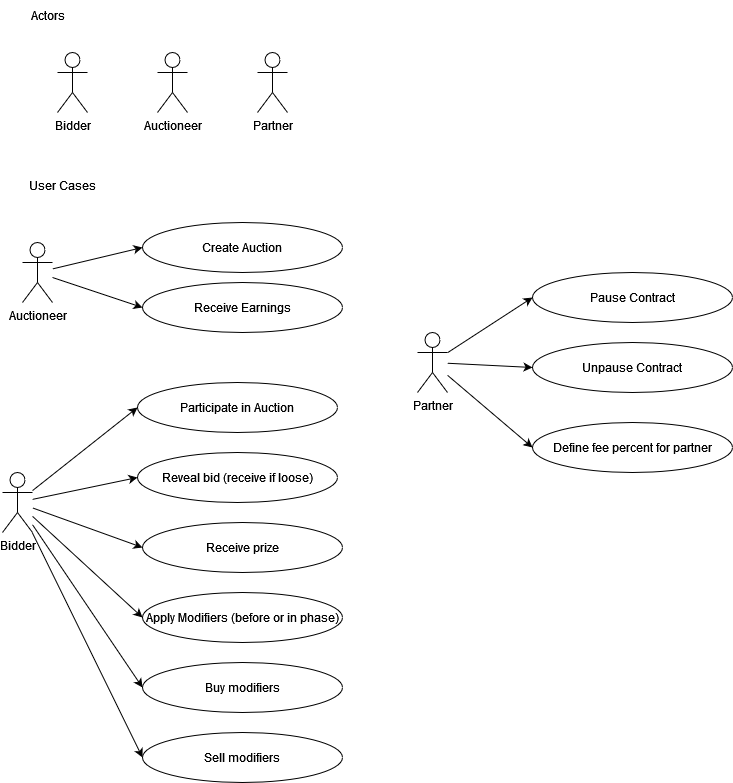 Actors
Bidder
Auctioneer
Partner
User Cases
Auctioneer
Create Auction
Receive Earnings
Partner
Pause Contract
Unpause Contract
Define fee percent for partner
Bidder
Participate in Auction
Reveal bid (receive if loose)
Receive prize
Apply Modifiers (before or in phase)
Buy modifiers
Sell modifiers